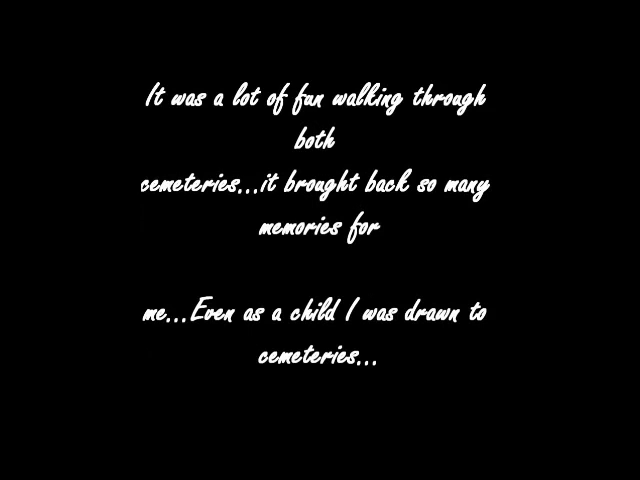 It was a lot of fun walking through
both
cemeteries...it brought back so many
memories for
me...Even as a child I was drawn to
cemeteries...